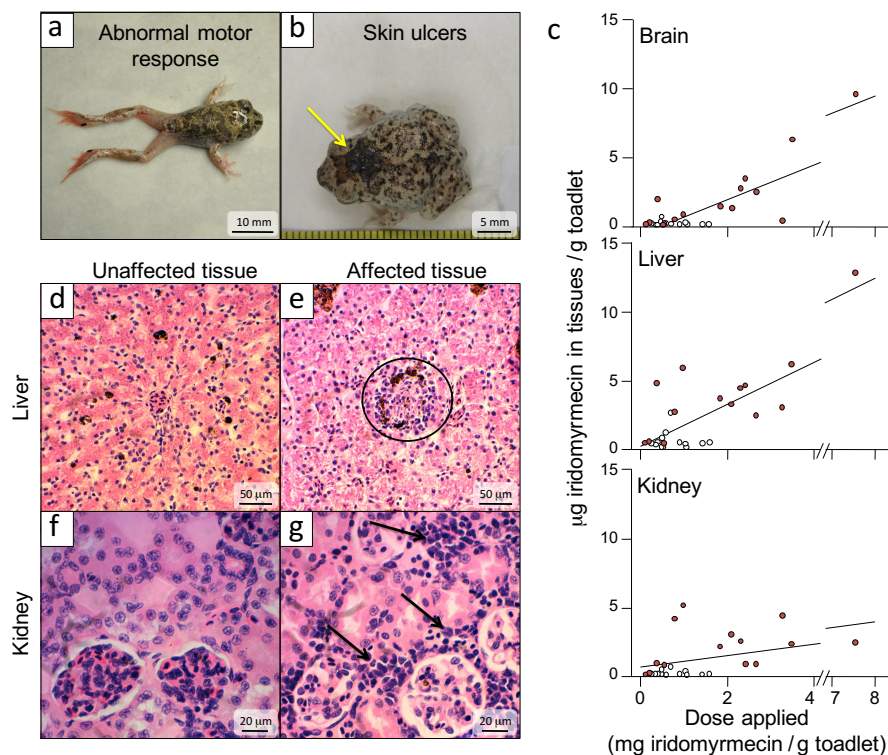 a
Abnormal motor
response
10 mm
b
Skin ulcers
5 mm
c
Brain
15
10
5
0
Liver
15
10
5
0
Kidney
15
10
5
0
0
2
4
8
μg iridomyrmecin in tissues / g toadlet
Dose applied
(mg iridomyrmecin / g toadlet)
Unaffected tissue
Affected tissue
Liver
d
50 μm
e
50 μm
Kidney
f
20 μm
g
20 μm